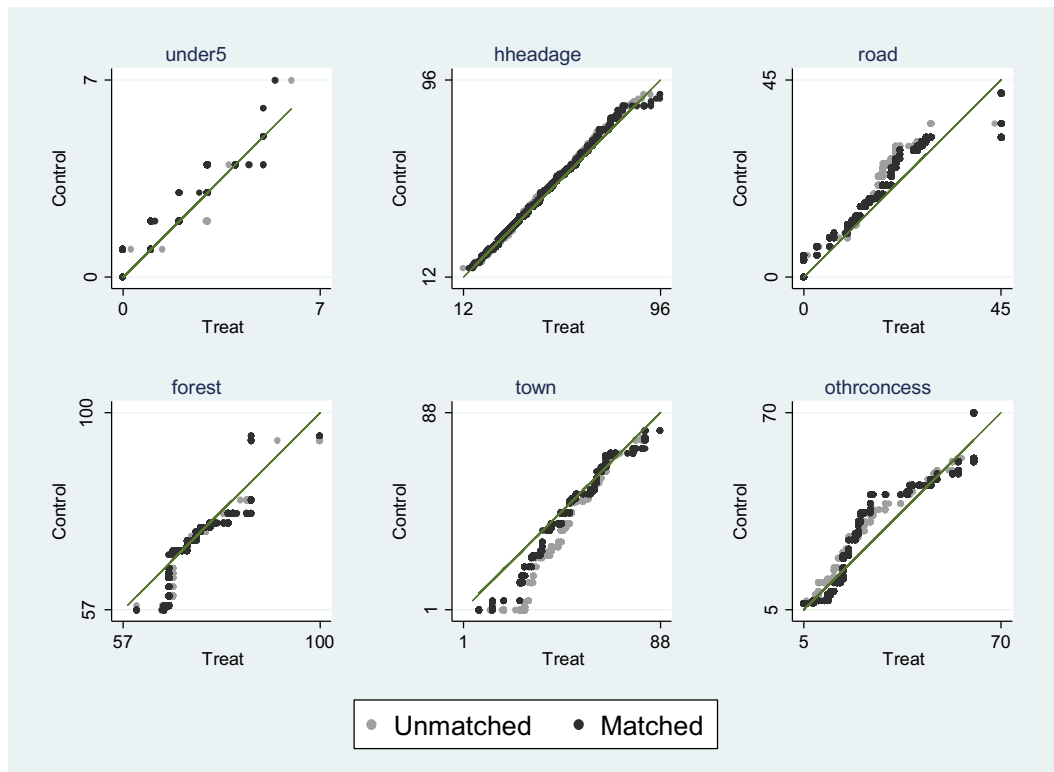 under5
hheadage
road
7
0
Control
0
7
Treat
96
12
Control
12
96
Treat
45
0
Control
0
45
Treat
forest
town
othrconcess
100
57
Control
57
100
Treat
88
1
Control
1
88
Treat
70
5
Control
5
70
Treat
Unmatched
Matched